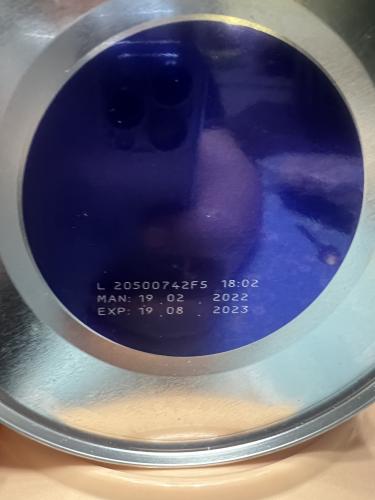 L 20500742F5 18:02
MAN: 19 . 02 . 2022
EXP: 19 . 08 . 2023